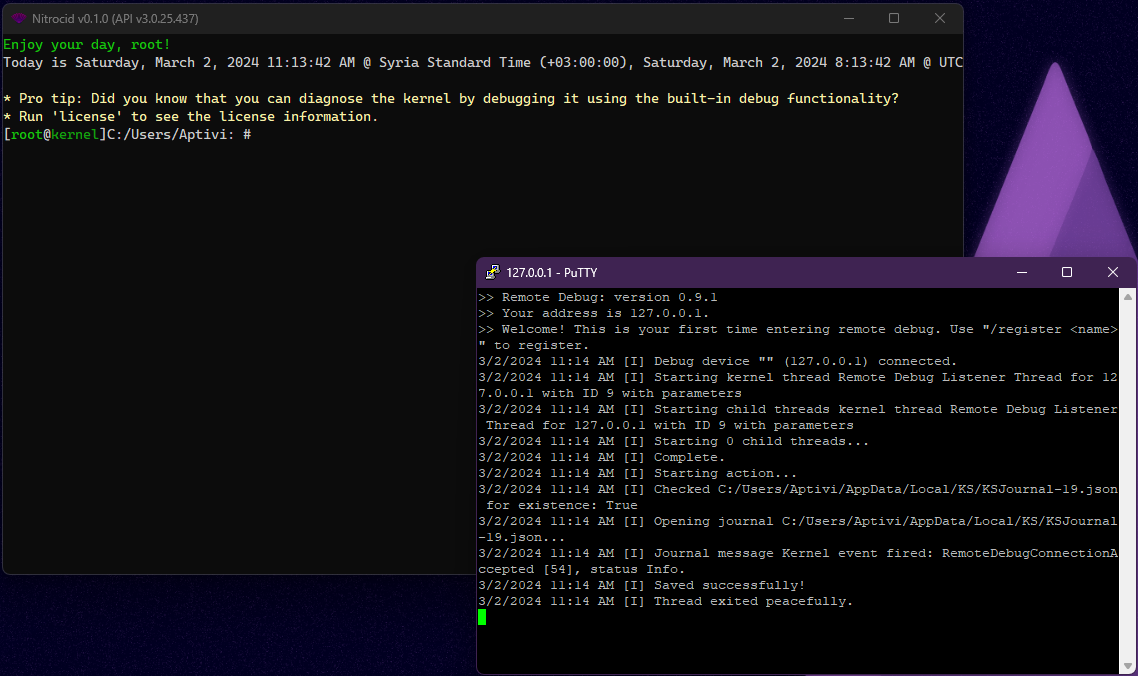 Nitrocid v0.1.0 (API v3.0.25.437)
Enjoy your day, root!
Today is Saturday, March 2, 2024 11:13:42 AM @ Syria Standard Time (+03:00:00), Saturday, March 2, 2024 8:13:42 AM @ UTC
* Pro tip: Did you know that you can diagnose the kernel by debugging it using the built-in debug functionality?
* Run 'license' to see the license information.
[root@kernel]C:/Users/Aptivi: #
127.0.0.1 - PuTTY
>> Remote Debug: version 0.9.1
>> Your address is 127.0.0.1.
>> Welcome! This is your first time entering remote debug. Use "/register <name>
" to register.
3/2/2024 11:14 AM [I] Debug device "" (127.0.0.1) connected.
3/2/2024 11:14 AM [I] Starting kernel thread Remote Debug Listener Thread for 12
7.0.0.1 with ID 9 with parameters
3/2/2024 11:14 AM [I] Starting child threads kernel thread Remote Debug Listener
Thread for 127.0.0.1 with ID 9 with parameters
3/2/2024 11:14 AM [I] Starting 0 child threads...
3/2/2024 11:14 AM [I] Complete.
3/2/2024 11:14 AM [I] Starting action...
3/2/2024 11:14 AM [I] Checked C:/Users/Aptivi/AppData/Local/KS/KSJournal-19.json
for existence: True
3/2/2024 11:14 AM [I] Opening journal C:/Users/Aptivi/AppData/Local/KS/KSJournal
-19.json...
3/2/2024 11:14 AM [I] Journal message Kernel event fired: RemoteDebugConnectionA
ccepted [54], status Info.
3/2/2024 11:14 AM [I] Saved successfully!
3/2/2024 11:14 AM [I] Thread exited peacefully.